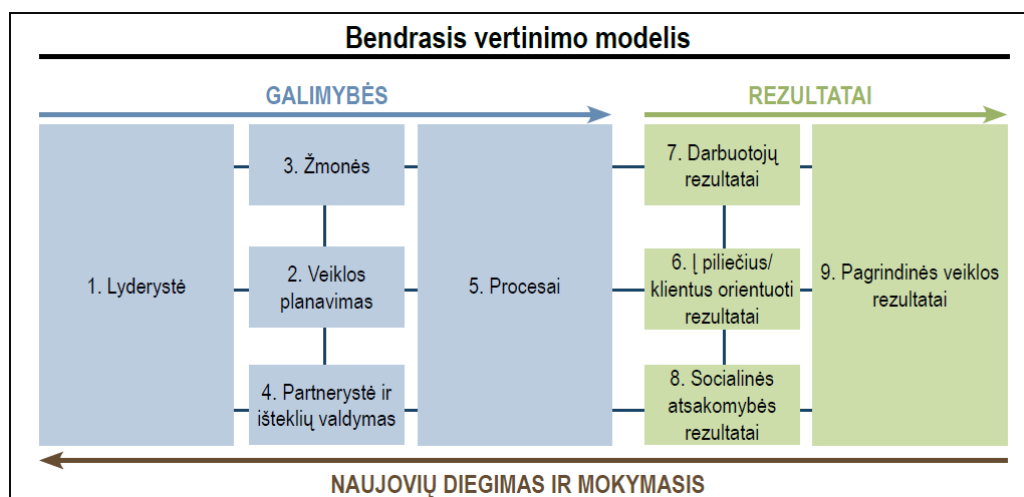 Bendrasis vertinimo modelis
GALIMYBĖS
REZULTATAI
1. Lyderystė
3. Žmonės
2. Veiklos
planavimas
4. Partnerystė ir
išteklių valdymas
5. Procesai
7. Darbuotojų
rezultatai
6. Į piliečius/
klientus orientuoti
rezultatai
8. Socialinės
atsakomybės
rezultatai
9. Pagrindinės veiklos
rezultatai
NAUJOVIŲ DIEGIMAS IR MOKYMASIS